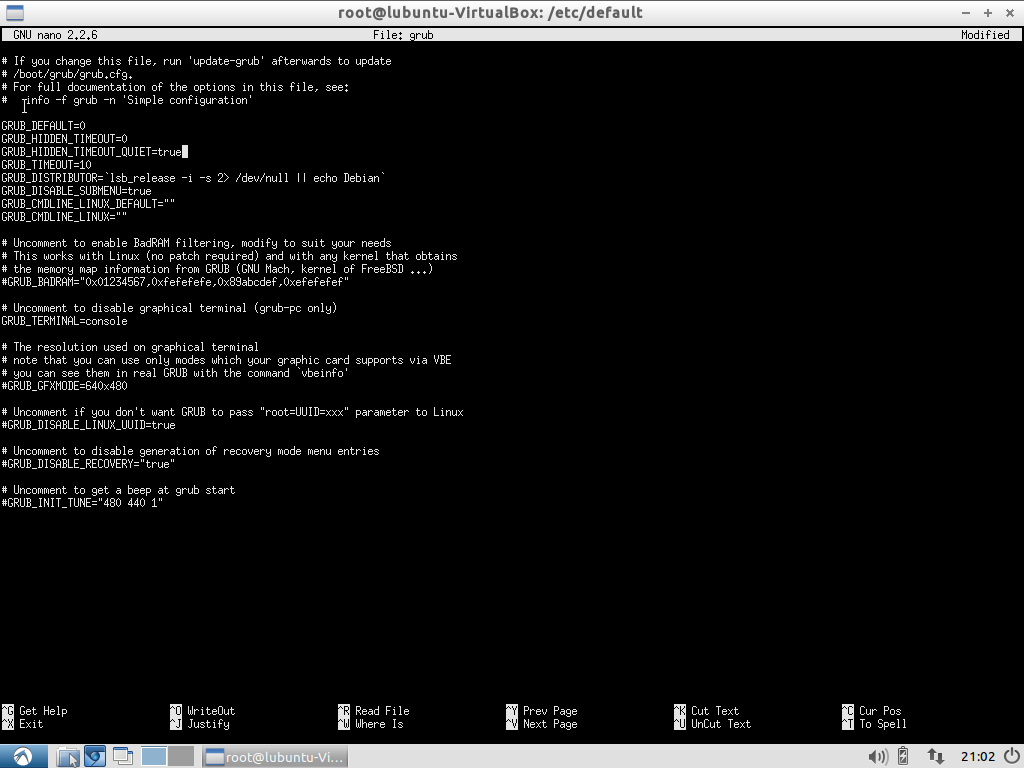 root@lubuntu-VirtualBox: /etc/default
GNU nano 2.2.6 File: grub Modified
# If you change this file, run 'update-grub' afterwards to update
# /boot/grub/grub.cfg.
# For full documentation of the options in this file, see:
#   info -f grub -n 'Simple configuration'
GRUB_DEFAULT=0
GRUB_HIDDEN_TIMEOUT=0
GRUB_HIDDEN_TIMEOUT_QUIET=true
GRUB_TIMEOUT=10
GRUB_DISTRIBUTOR=`lsb_release -i -s 2> /dev/null || echo Debian`
GRUB_DISABLE_SUBMENU=true
GRUB_CMDLINE_LINUX_DEFAULT=""
GRUB_CMDLINE_LINUX=""
# Uncomment to enable BadRAM filtering, modify to suit your needs
# This works with Linux (no patch required) and with any kernel that obtains
# the memory map information from GRUB (GNU Mach, kernel of FreeBSD ...)
#GRUB_BADRAM="0x01234567,0xfefefefe,0x89abcdef,0xefefefef"
# Uncomment to disable graphical terminal (grub-pc only)
GRUB_TERMINAL=console
# The resolution used on graphical terminal
# note that you can use only modes which your graphic card supports via VBE
# you can see them in real GRUB with the command `vbeinfo'
#GRUB_GFXMODE=640x480
# Uncomment if you don't want GRUB to pass "root=UUID=xxx" parameter to Linux
#GRUB_DISABLE_LINUX_UUID=true
# Uncomment to disable generation of recovery mode menu entries
#GRUB_DISABLE_RECOVERY="true"
# Uncomment to get a beep at grub start
#GRUB_INIT_TUNE="480 440 1"
^G Get Help ^O WriteOut ^R Read File ^Y Prev Page ^K Cut Text ^C Cur Pos
^X Exit ^J Justify ^W Where Is ^V Next Page ^U UnCut Text ^T To Spell
root@lubuntu-Vi... 21:02